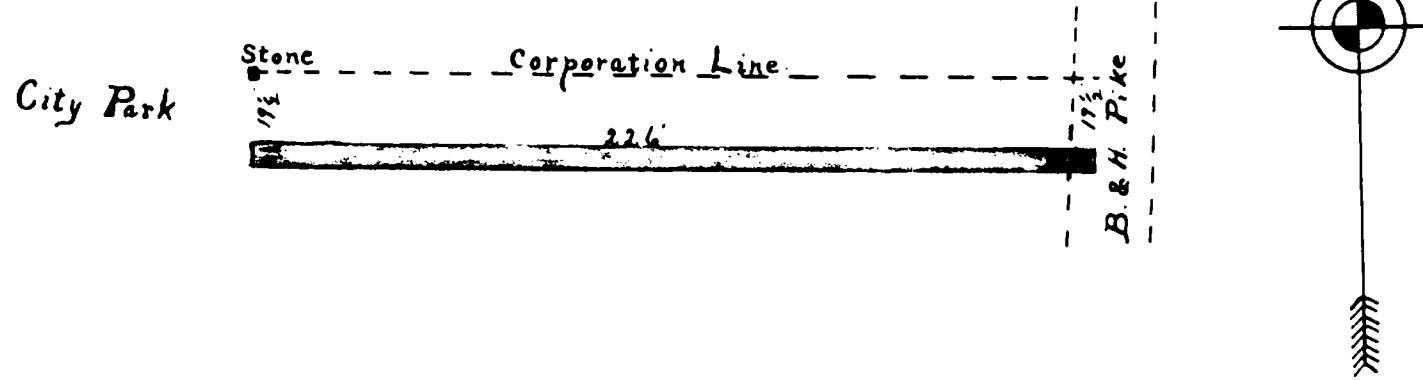 Stone
Corporation Line
City Park
19½
19½
226'
B. & H. Pike